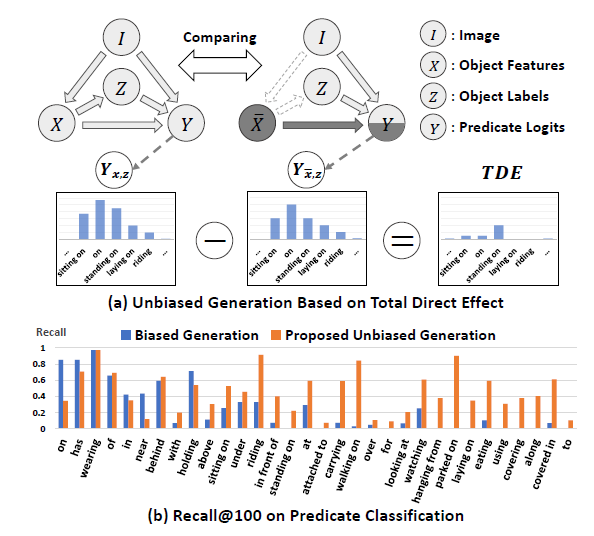 I
Comparing
I
I : Image
Z
Z
X : Object Features
X
Y
X̄
Y
Z : Object Labels
Y : Predicate Logits
Yx,z
Yx̄,z
TDE
... sitting on on standing on laying on riding ...
... sitting on on standing on laying on riding ...
... sitting on on standing on laying on riding ...
(a) Unbiased Generation Based on Total Direct Effect
Recall
Biased Generation Proposed Unbiased Generation
1
0.8
0.6
0.4
0.2
0
on has wearing of in near behind with holding above sitting on under riding in front of standing on at attached to carrying walking on over for looking at watching hanging from parked on laying on eating using covering along covered in to
(b) Recall@100 on Predicate Classification